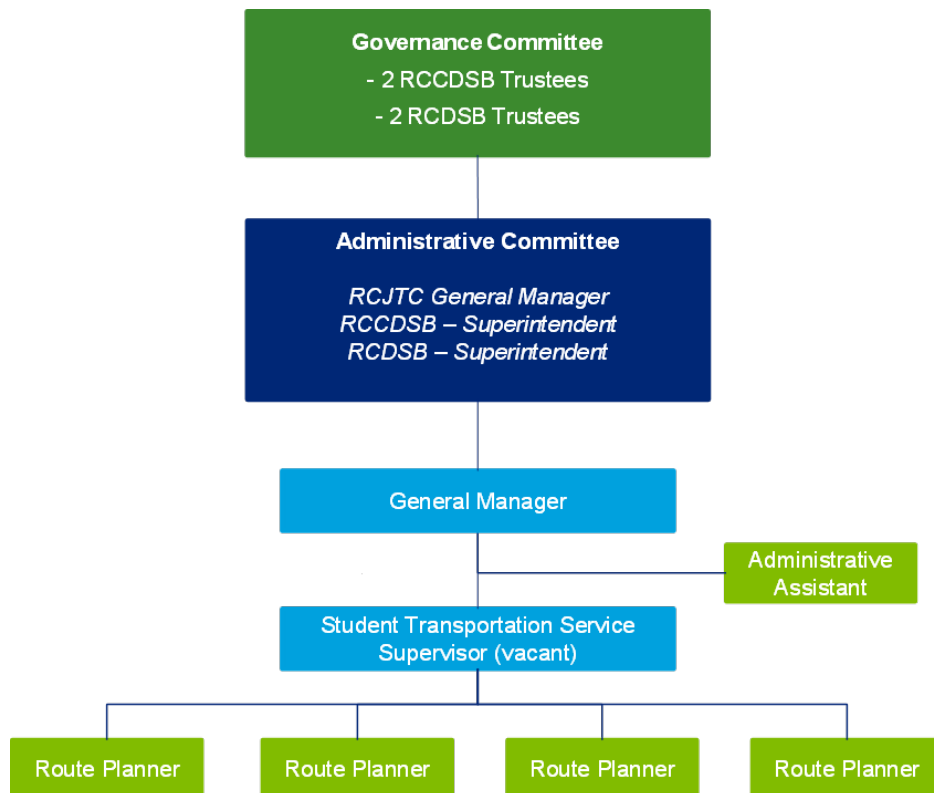 Governance Committee
- 2 RCCDSB Trustees
- 2 RCDSB Trustees
Administrative Committee
RCJTC General Manager
RCCDSB – Superintendent
RCDSB – Superintendent
General Manager
Administrative
Assistant
Student Transportation Service
Supervisor (vacant)
Route Planner
Route Planner
Route Planner
Route Planner